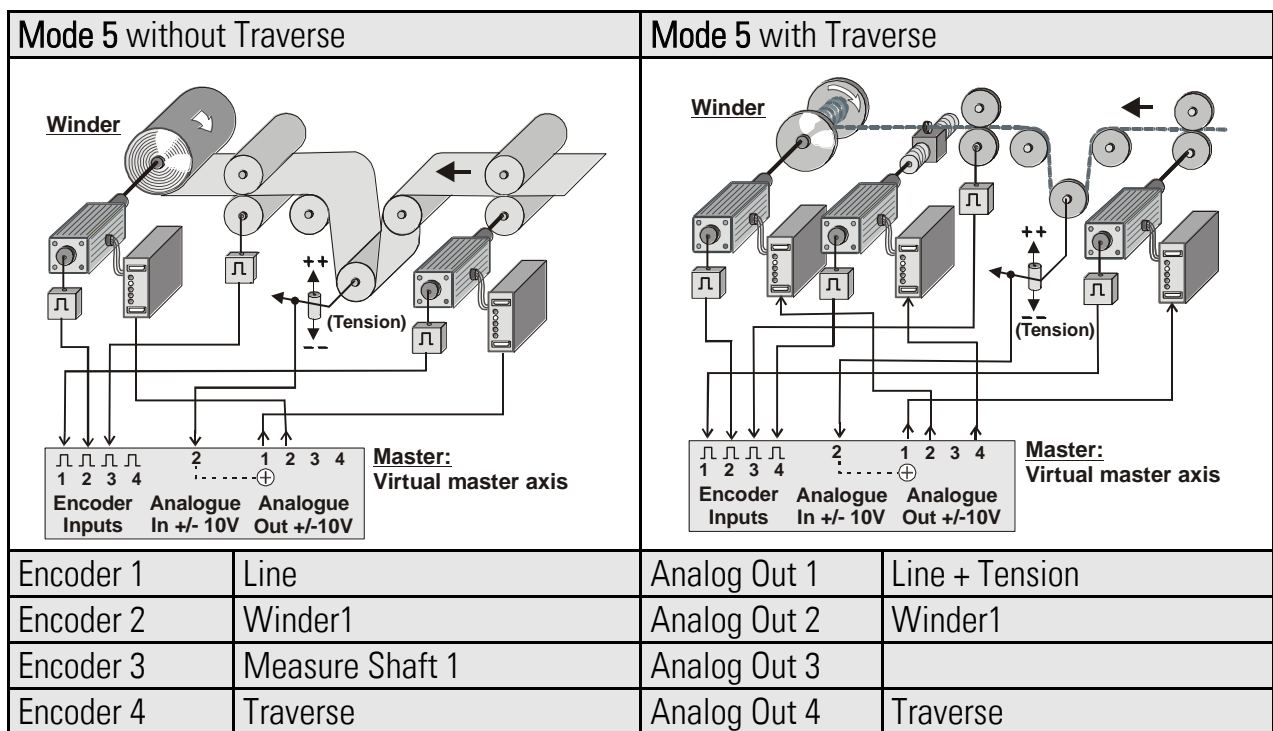 Mode 5 without Traverse
Mode 5 with Traverse
Winder
++
(Tension)
– –
1 2 3 4
Encoder
Inputs
2
Analogue
In +/- 10V
1 2 3 4
Analogue
Out +/-10V
Master:
Virtual master axis
Winder
++
– –
(Tension)
1 2 3 4
Encoder
Inputs
2
Analogue
In +/- 10V
1 2 3 4
Analogue
Out +/-10V
Master:
Virtual master axis
Encoder 1 Line Analog Out 1 Line + Tension
Encoder 2 Winder1 Analog Out 2 Winder1
Encoder 3 Measure Shaft 1 Analog Out 3
Encoder 4 Traverse Analog Out 4 Traverse